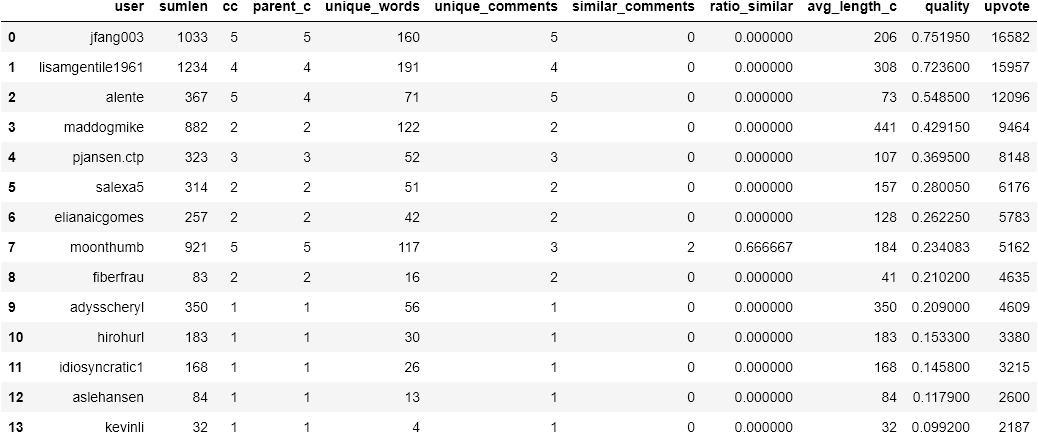 user sumlen cc parent_c unique_words unique_comments similar_comments ratio_similar avg_length_c quality upvote
0 jfang003 1033 5 5 160 5 0 0.000000 206 0.751950 16582
1 lisamgentile1961 1234 4 4 191 4 0 0.000000 308 0.723600 15957
2 alente 367 5 4 71 5 0 0.000000 73 0.548500 12096
3 maddogmike 882 2 2 122 2 0 0.000000 441 0.429150 9464
4 pjansen.ctp 323 3 3 52 3 0 0.000000 107 0.369500 8148
5 salexa5 314 2 2 51 2 0 0.000000 157 0.280050 6176
6 elianaicgomes 257 2 2 42 2 0 0.000000 128 0.262250 5783
7 moonthumb 921 5 5 117 3 2 0.666667 184 0.234083 5162
8 fiberfrau 83 2 2 16 2 0 0.000000 41 0.210200 4635
9 adysscheryl 350 1 1 56 1 0 0.000000 350 0.209000 4609
10 hirohurl 183 1 1 30 1 0 0.000000 183 0.153300 3380
11 idiosyncratic1 168 1 1 26 1 0 0.000000 168 0.145800 3215
12 aslehansen 84 1 1 13 1 0 0.000000 84 0.117900 2600
13 kevinli 32 1 1 4 1 0 0.000000 32 0.099200 2187